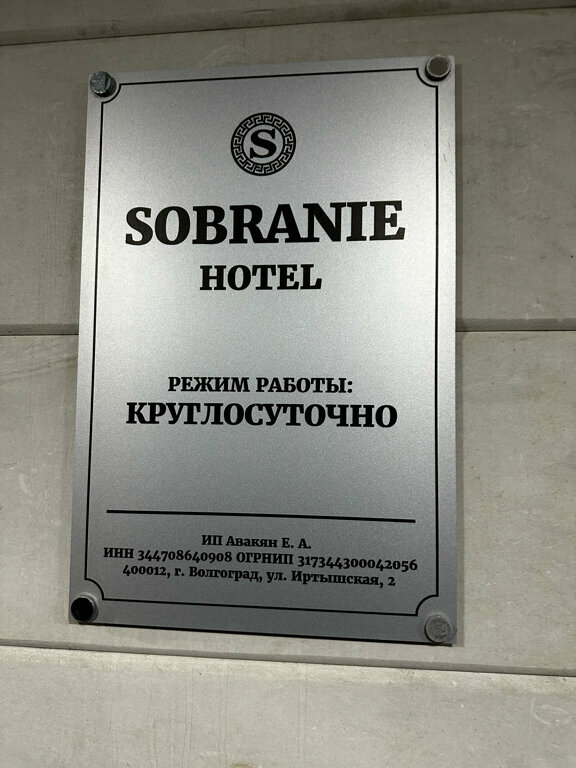 S
SOBRANIE
HOTEL
РЕЖИМ РАБОТЫ:
КРУГЛОСУТОЧНО
ИП Авакян Е. А.
ИНН 344708640908 ОГРНИП 317344300042056
400012, г. Волгоград, ул. Иртышская, 2